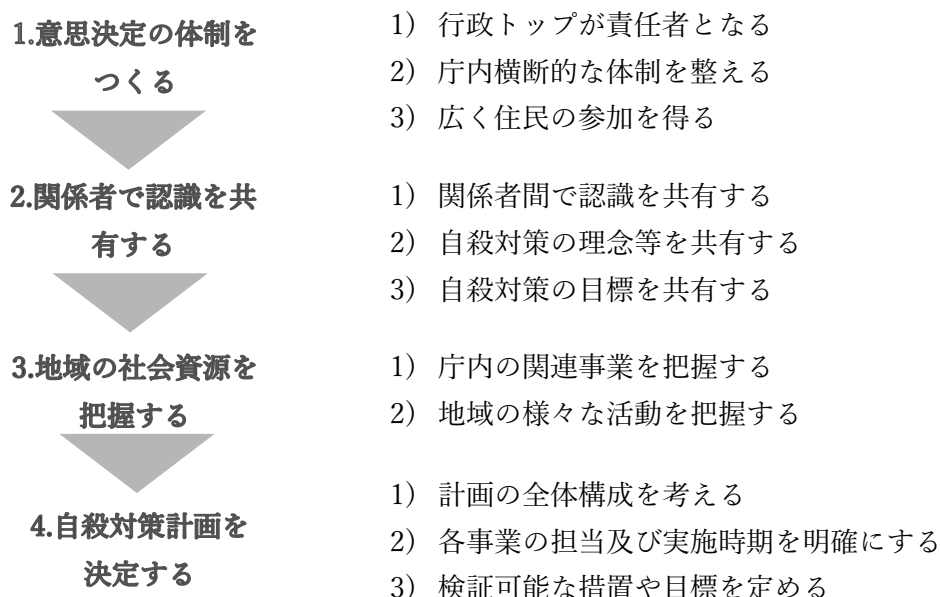 1.意思決定の体制を
つくる
1) 行政トップが責任者となる
2) 庁内横断的な体制を整える
3) 広く住民の参加を得る
2.関係者で認識を共
有する
1) 関係者間で認識を共有する
2) 自殺対策の理念等を共有する
3) 自殺対策の目標を共有する
3.地域の社会資源を
把握する
1) 庁内の関連事業を把握する
2) 地域の様々な活動を把握する
4.自殺対策計画を
決定する
1) 計画の全体構成を考える
2) 各事業の担当及び実施時期を明確にする
3) 検証可能な措置や目標を定める